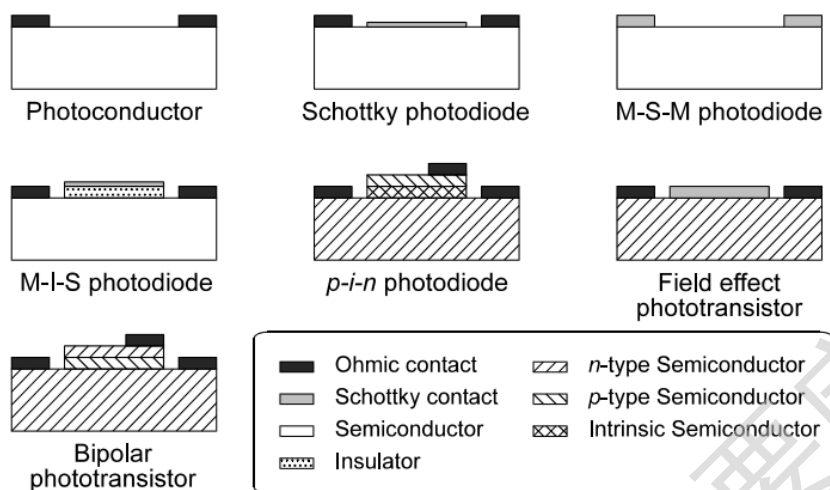 Photoconductor
Schottky photodiode
M-S-M photodiode
M-I-S photodiode
p-i-n photodiode
Field effect
phototransistor
Bipolar
phototransistor
Ohmic contact
Schottky contact
Semiconductor
Insulator
n-type Semiconductor
p-type Semiconductor
Intrinsic Semiconductor